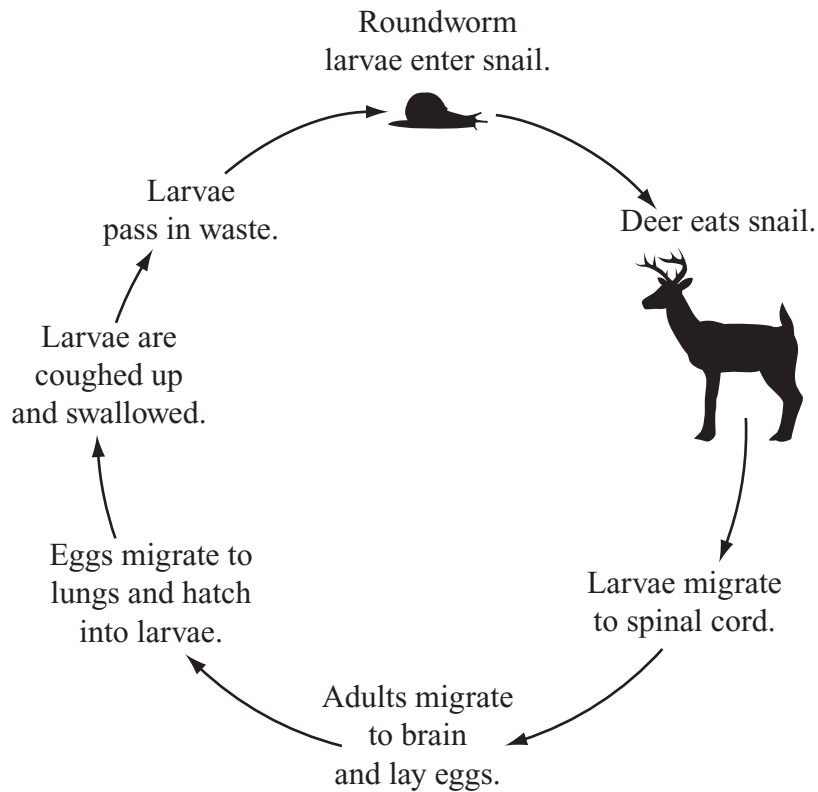 Roundworm
larvae enter snail.
Deer eats snail.
Larvae migrate
to spinal cord.
Adults migrate
to brain
and lay eggs.
Eggs migrate to
lungs and hatch
into larvae.
Larvae are
coughed up
and swallowed.
Larvae
pass in waste.